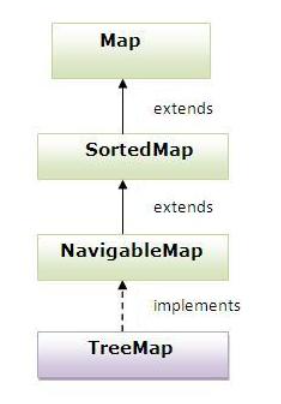 Map
extends
SortedMap
extends
NavigableMap
implements
TreeMap